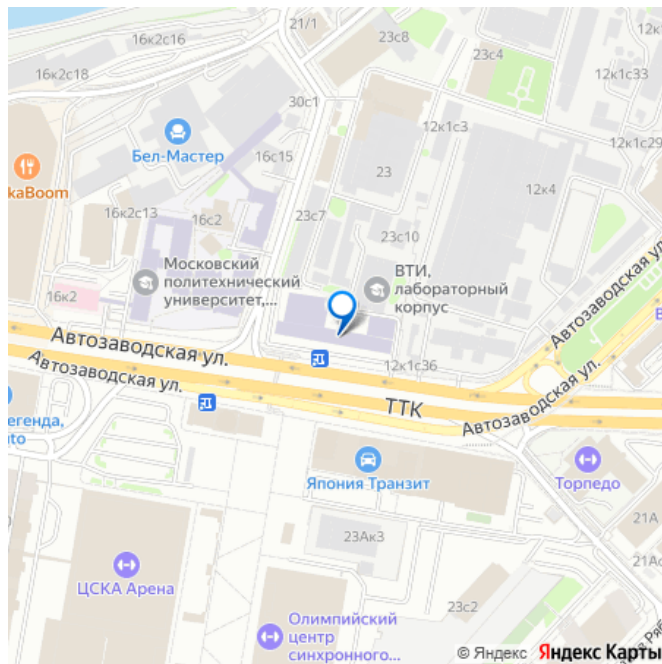 21/1
16к2с16
23с8
23с4
16к2с18
12к1с33
30с1
12к1с3
Бел-Мастер
16с15
12к1с29
kaBoom
23
12к4
16к2с13
16с2
23с7
23с10
Московский
политехнический
университет,...
ВТИ,
лабораторный
корпус
16к2
Автозаводская ул.
Автозаводская ул.
Автозаводская ул
12к1с36
ТТК
Автозаводская ул.
егенда,
uto
Япония Транзит
Торпедо
21А
23Ак3
ЦСКА Арена
23с2
Олимпийский
центр
синхронного...
© Яндекс Яндекс Карты